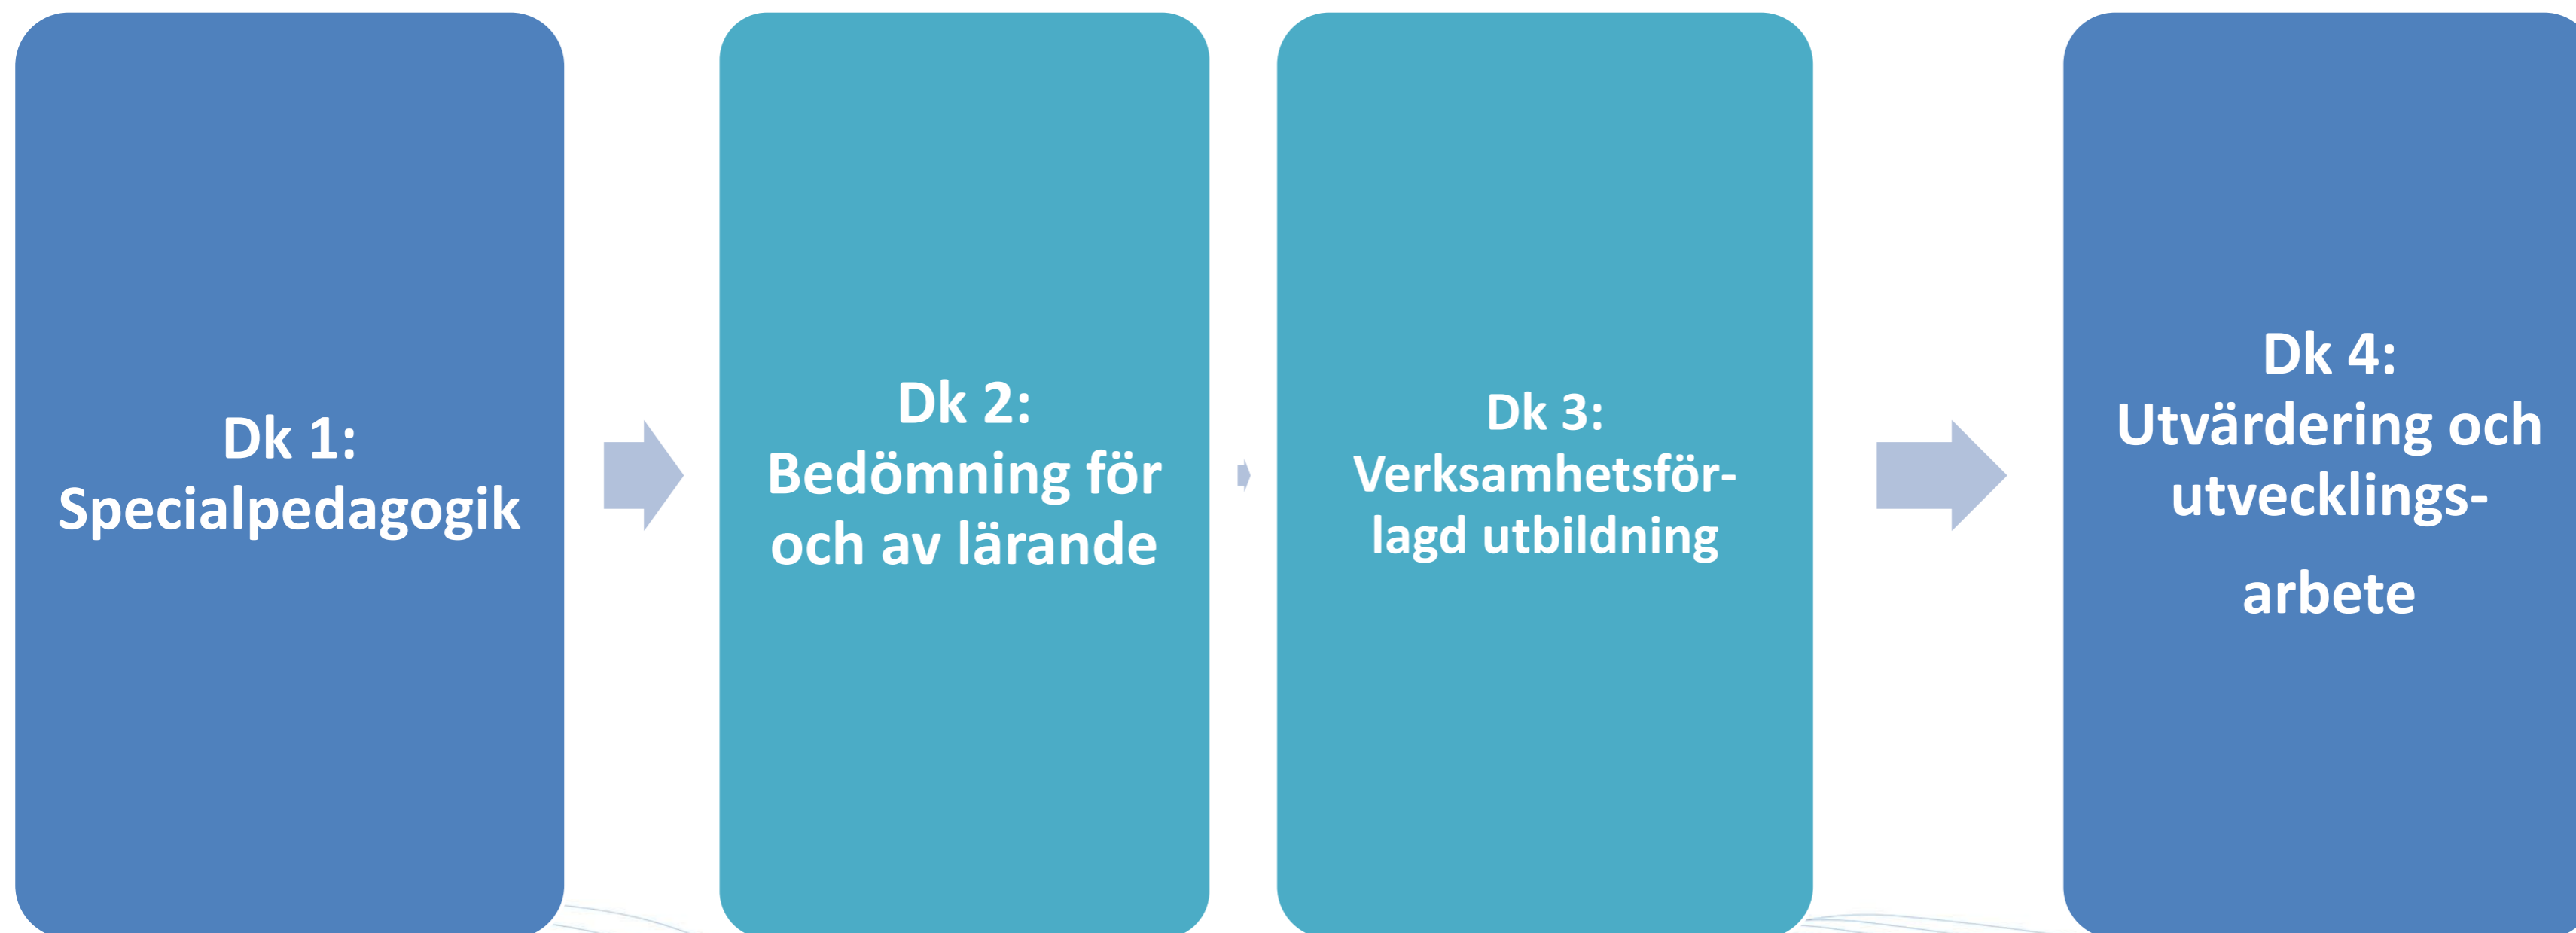 Dk 1:
Specialpedagogik
Dk 2:
Bedömning för
och av lärande
Dk 3:
Verksamhetsför-
lagd utbildning
Dk 4:
Utvärdering och
utvecklings-
arbete